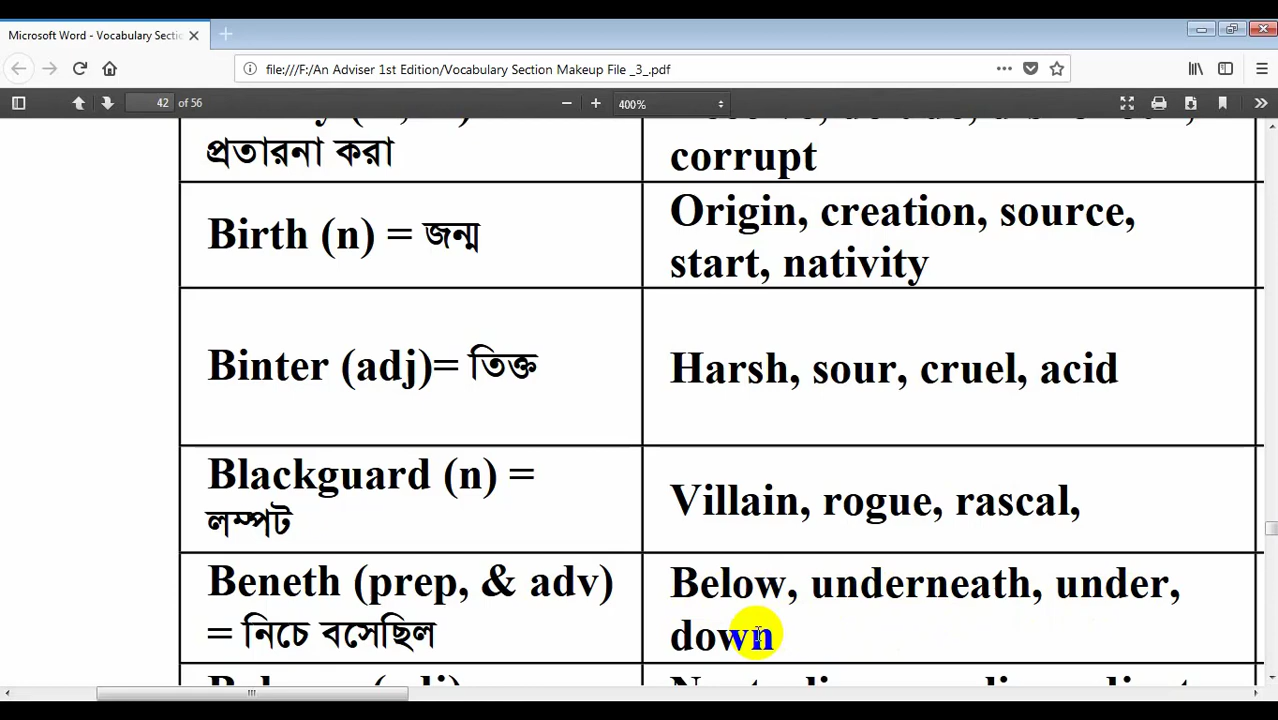 Microsoft Word - Vocabulary Sectio
file:///F:/An Adviser 1st Edition/Vocabulary Section Makeup File _3_.pdf
42 of 56
400%
প্রতারনা করা
corrupt
Birth (n) = জন্ম
Origin, creation, source,
start, nativity
Binter (adj)= তিক্ত
Harsh, sour, cruel, acid
Blackguard (n) =
লম্পট
Villain, rogue, rascal,
Beneth (prep, & adv)
= নিচে বসেছিল
Below, underneath, under,
down